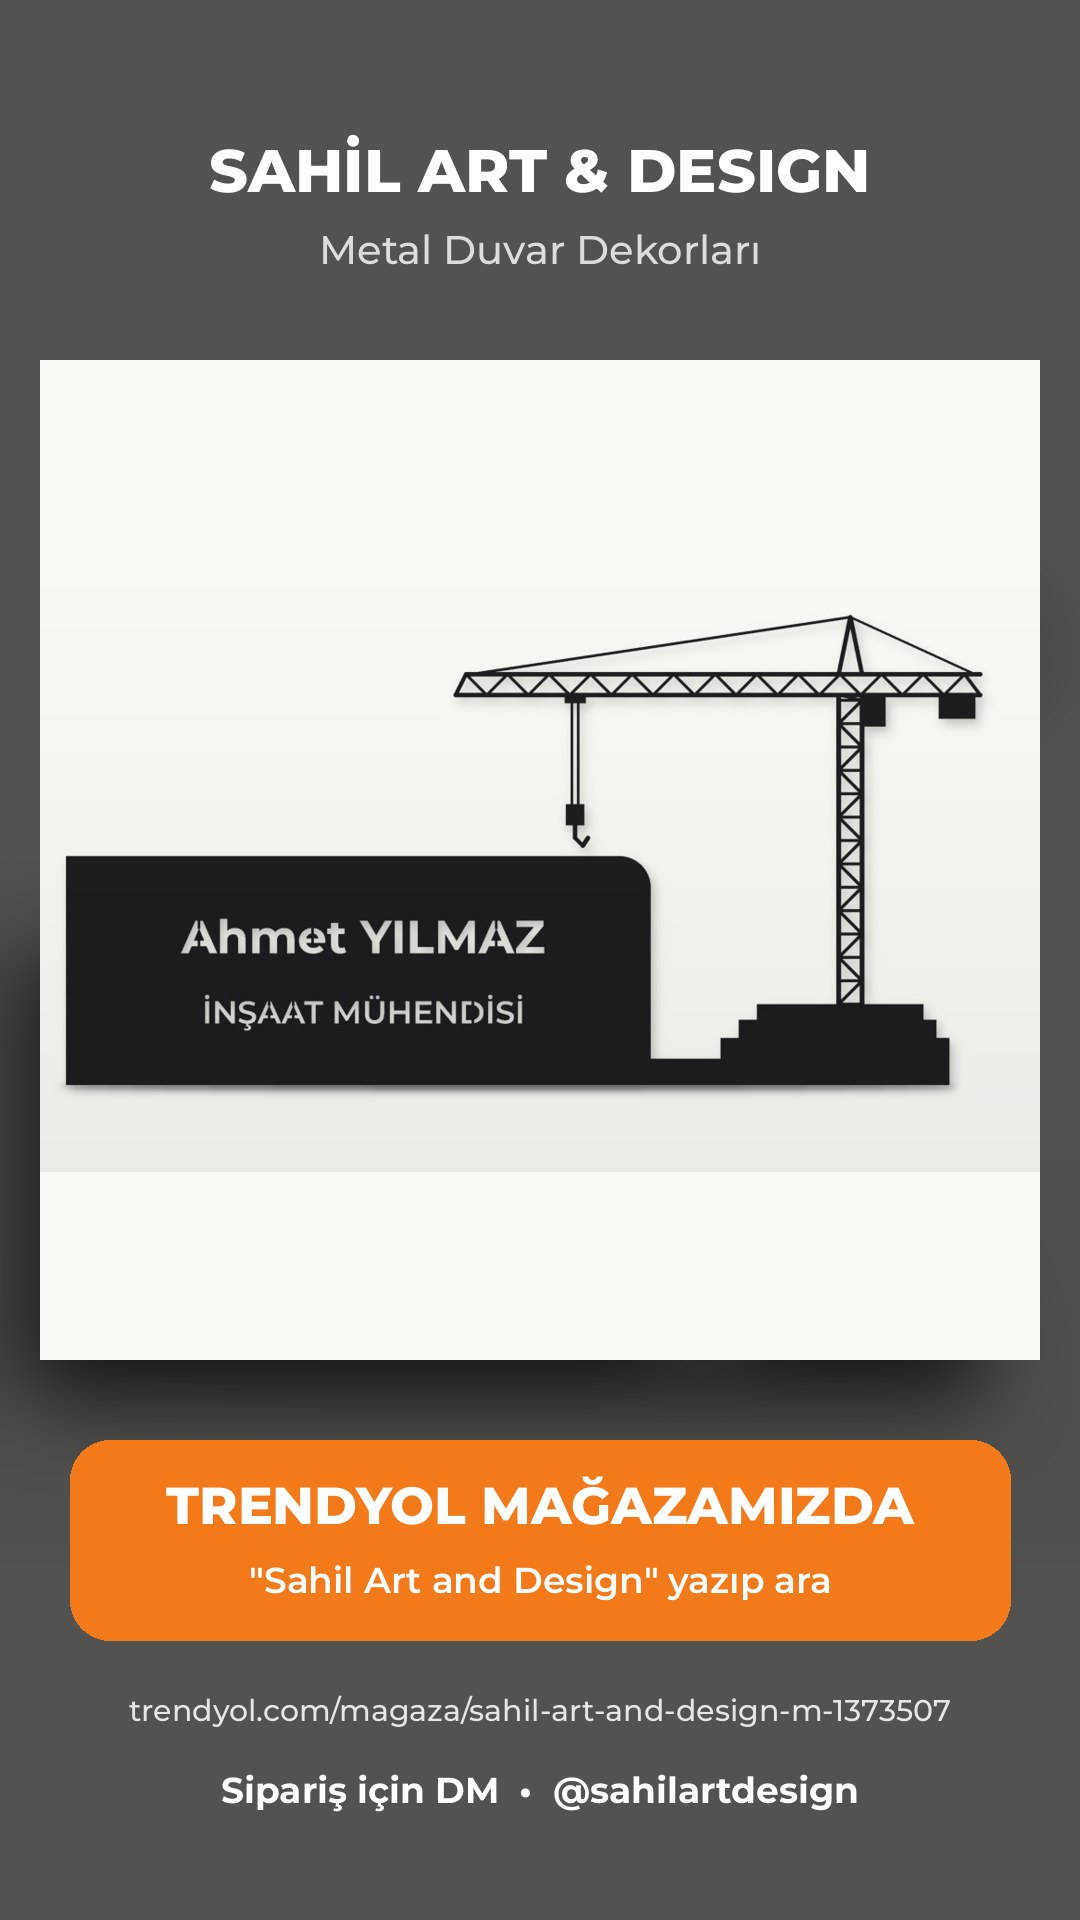 SAHİL ART & DESIGN
Metal Duvar Dekorları
Ahmet YILMAZ
İNŞAAT MÜHENDİSİ
TRENDYOL MAĞAZAMIZDA
"Sahil Art and Design" yazıp ara
trendyol.com/magaza/sahil-art-and-design-m-1373507
Sipariş için DM • @sahilartdesign